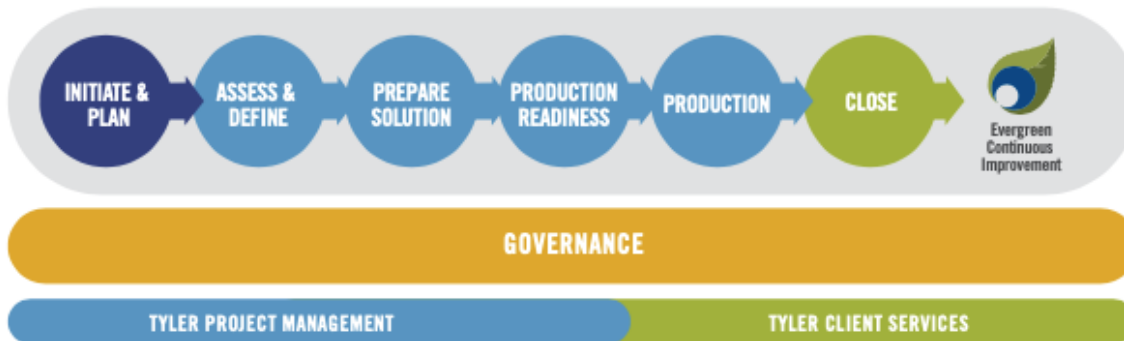 INITIATE &
PLAN
ASSESS &
DEFINE
PREPARE
SOLUTION
PRODUCTION
READINESS
PRODUCTION
CLOSE
Evergreen
Continuous
Improvement
GOVERNANCE
TYLER PROJECT MANAGEMENT
TYLER CLIENT SERVICES